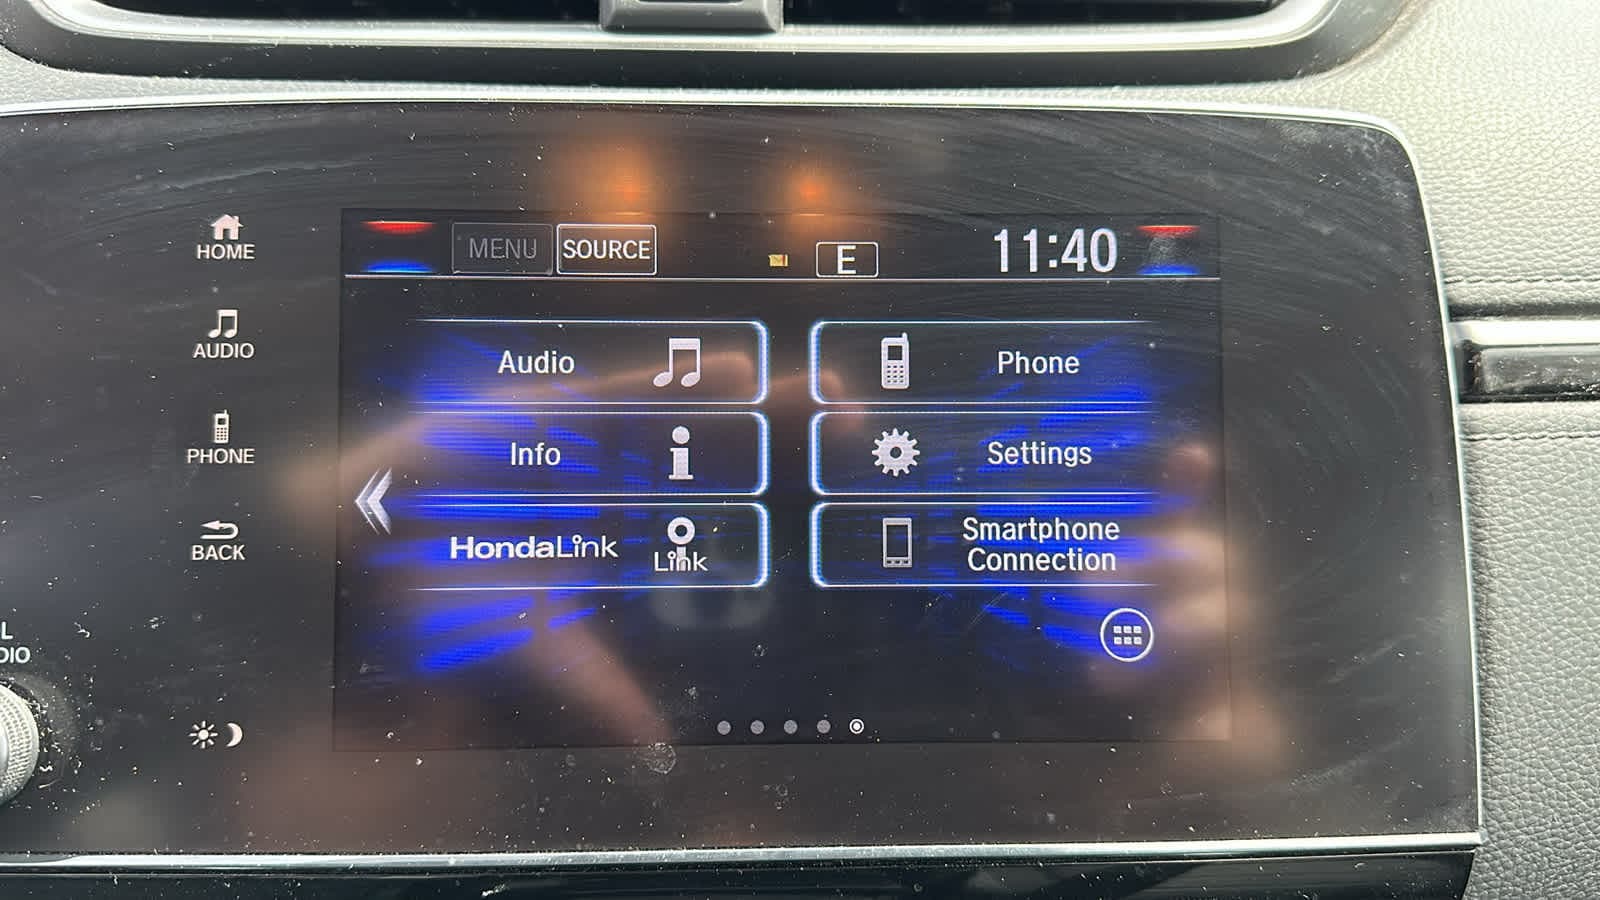 MENU SOURCE E 11:40
HOME
AUDIO
PHONE
BACK
Audio
Phone
Info
Settings
HondaLink Link
Smartphone
Connection